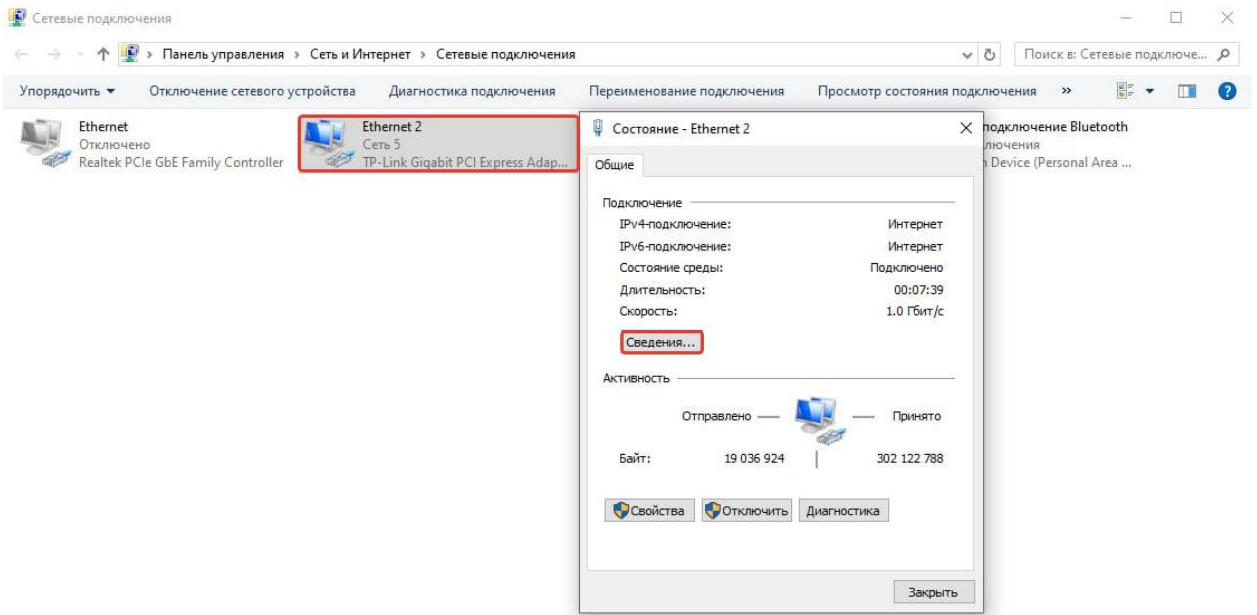 Сетевые подключения
Панель управления › Сеть и Интернет › Сетевые подключения
Поиск в: Сетевые подключе...
Упорядочить Отключение сетевого устройства Диагностика подключения Переименование подключения Просмотр состояния подключения »
Ethernet
Отключено
Realtek PCIe GbE Family Controller
Ethernet 2
Сеть 5
TP-Link Gigabit PCI Express Adap...
подключение Bluetooth
Device (Personal Area ...
Состояние - Ethernet 2
Общие
Подключение
IPv4-подключение: Интернет
IPv6-подключение: Интернет
Состояние среды: Подключено
Длительность: 00:07:39
Скорость: 1.0 Гбит/с
Сведения...
Активность
Отправлено — — Принято
Байт: 19 036 924 302 122 788
Свойства Отключить Диагностика
Закрыть